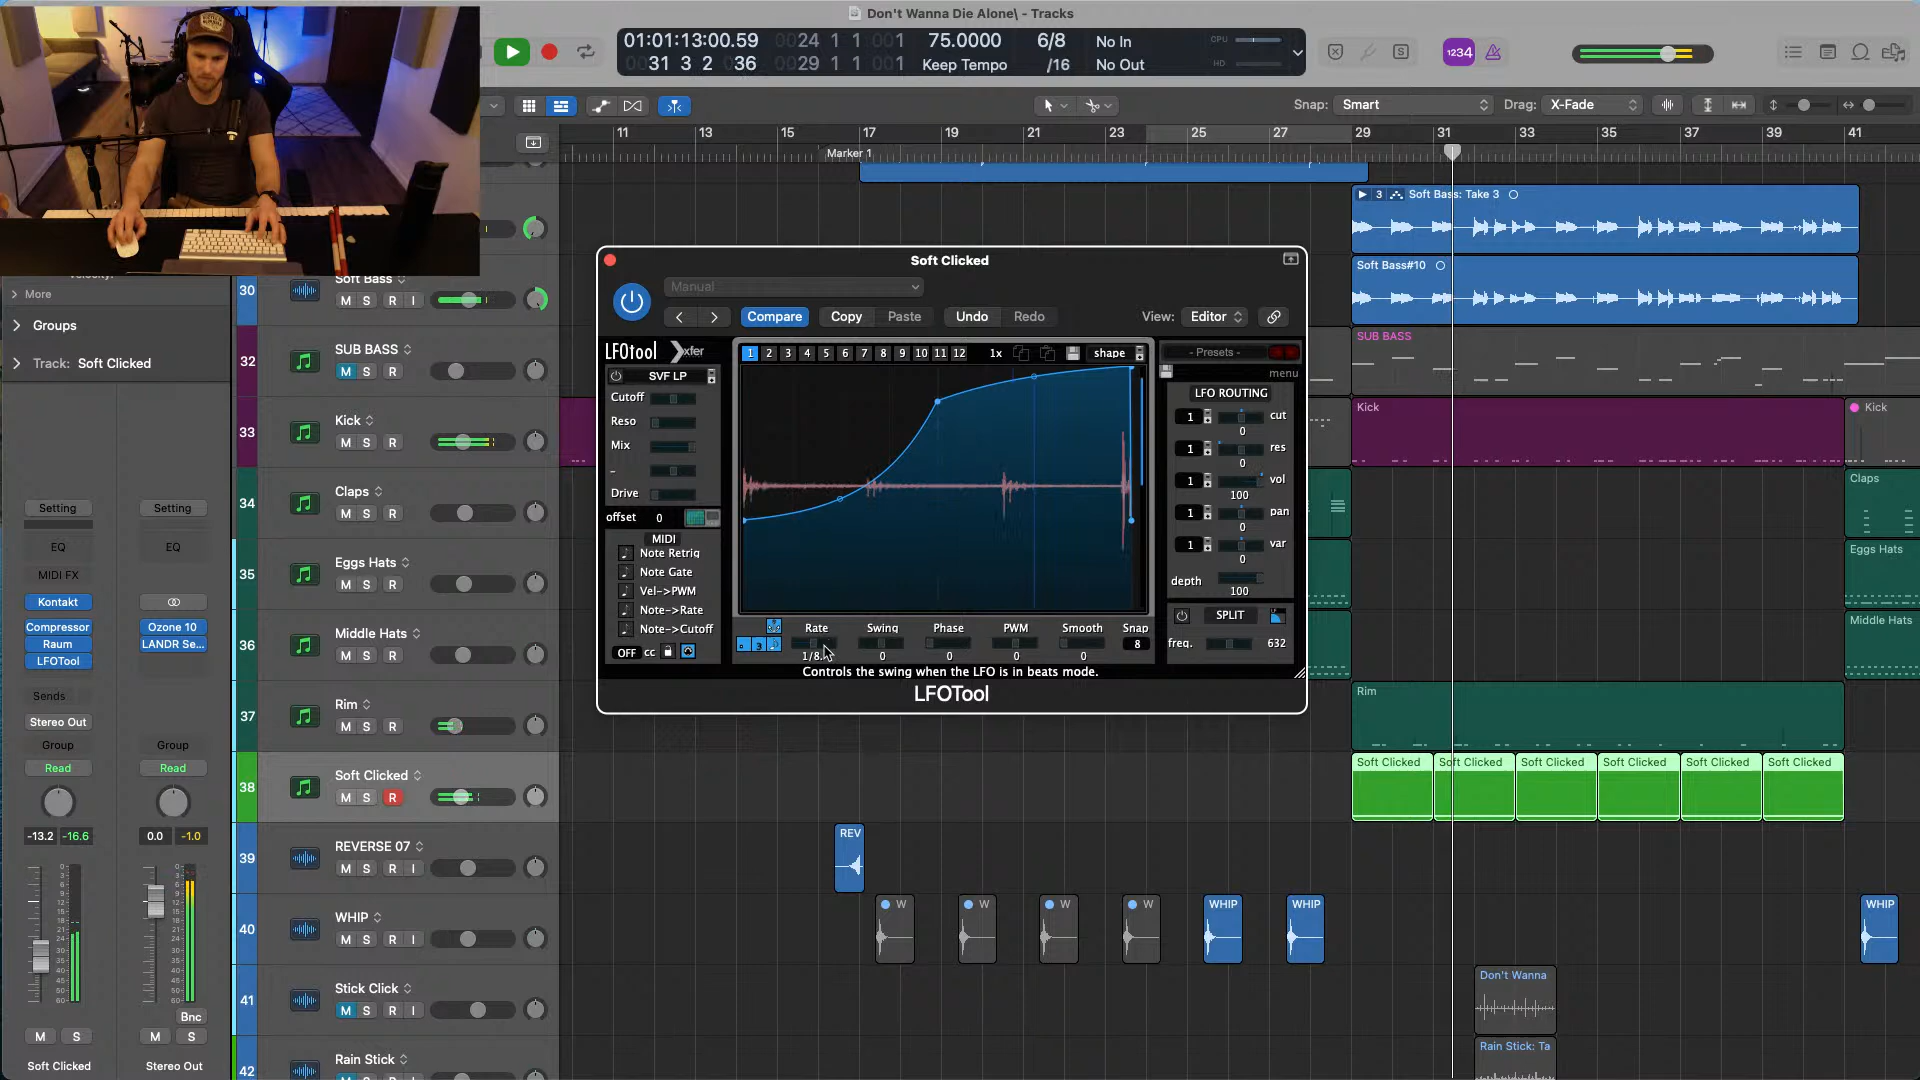 Don't Wanna Die Alone\ - Tracks
01:01:13:00.59
0024 1 1 001
75.0000
6/8
No In
CPU
0031 3 2 036
0029 1 1 001
Keep Tempo
/16
No Out
HD
1234
Snap:
Smart
Drag:
X-Fade
11 13 15 17 19 21 23 25 27 29 31 33 35 37 39 41
Marker 1
3 Soft Bass: Take 3
Soft Bass#10
More
Groups
Track: Soft Clicked
30
Soft Bass
M S R I
32
SUB BASS
M S R
33
Kick
M S R
34
Claps
M S R
35
Eggs Hats
M S R
36
Middle Hats
M S R
37
Rim
M S R
38
Soft Clicked
M S R
39
REVERSE 07
M S R I
40
WHIP
M S R I
41
Stick Click
M S R I
42
Rain Stick
Setting
Setting
EQ
EQ
MIDI FX
Kontakt
Compressor
Ozone 10
Raum
LANDR Se...
LFOTool
Sends
Stereo Out
Group
Group
Read
Read
-13.2 -16.6
0.0 -1.0
Bnc
M S
M S
Soft Clicked
Stereo Out
Soft Clicked
Manual
Compare
Copy
Paste
Undo
Redo
View:
Editor
LFOtool
xfer
1 2 3 4 5 6 7 8 9 10 11 12
1x
shape
- Presets -
menu
SVF LP
Cutoff
Reso
Mix
Drive
offset 0
MIDI
Note Retrig
Note Gate
Vel->PWM
Note->Rate
Note->Cutoff
OFF cc
LFO ROUTING
1 cut
0
1 res
0
1 vol
100
1 pan
0
1 var
0
depth
100
SPLIT
freq. 632
Rate
Swing
Phase
PWM
Smooth
Snap
1/8.
0
0
0
0
8
Controls the swing when the LFO is in beats mode.
LFOTool
SUB BASS
Kick
Kick
Claps
Eggs Hats
Middle Hats
Rim
Soft Clicked
Soft Clicked
Soft Clicked
Soft Clicked
Soft Clicked
Soft Clicked
REV
W
W
W
W
WHIP
WHIP
WHIP
Don't Wanna
Rain Stick: Ta